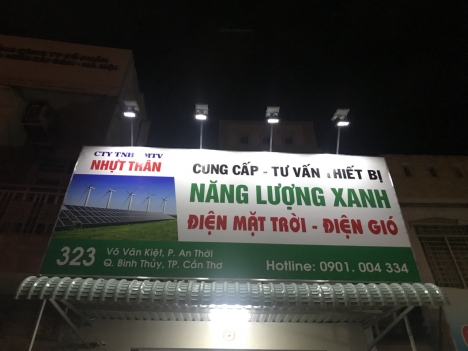 CTY TNHH MTV
NHỰT TRÂN
CUNG CẤP - TƯ VẤN THIẾT BỊ
NĂNG LƯỢNG XANH
ĐIỆN MẶT TRỜI - ĐIỆN GIÓ
323 Võ Văn Kiệt, P. An Thới
Q. Bình Thủy, TP. Cần Thơ
Hotline: 0901. 004 334